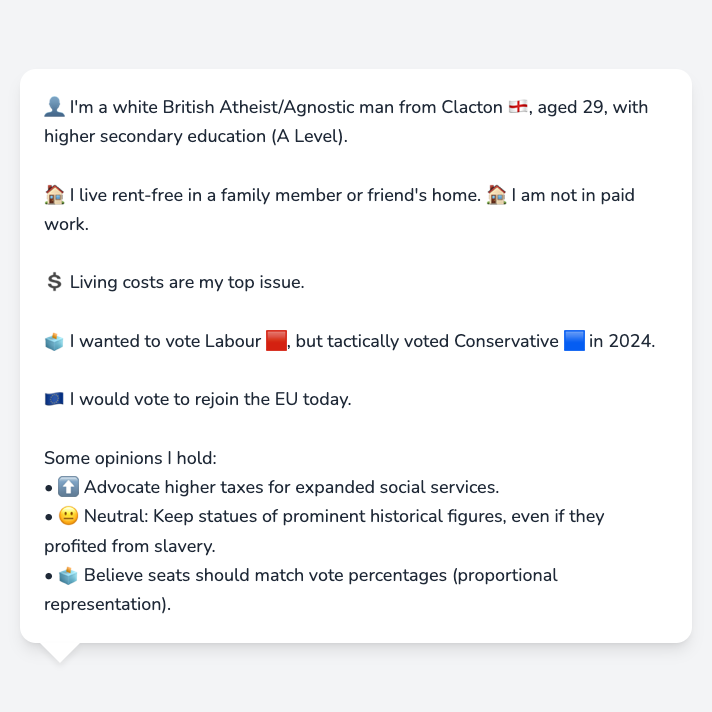 👤 I'm a white British Atheist/Agnostic man from Clacton 🏴󠁧󠁢󠁥󠁮󠁧󠁿, aged 29, with
higher secondary education (A Level).
🏠 I live rent-free in a family member or friend's home. 🏠 I am not in paid
work.
💲 Living costs are my top issue.
🗳️ I wanted to vote Labour 🟥, but tactically voted Conservative 🟦 in 2024.
🇪🇺 I would vote to rejoin the EU today.
Some opinions I hold:
• ⬆️ Advocate higher taxes for expanded social services.
• 😐 Neutral: Keep statues of prominent historical figures, even if they
profited from slavery.
• 🗳️ Believe seats should match vote percentages (proportional
representation).